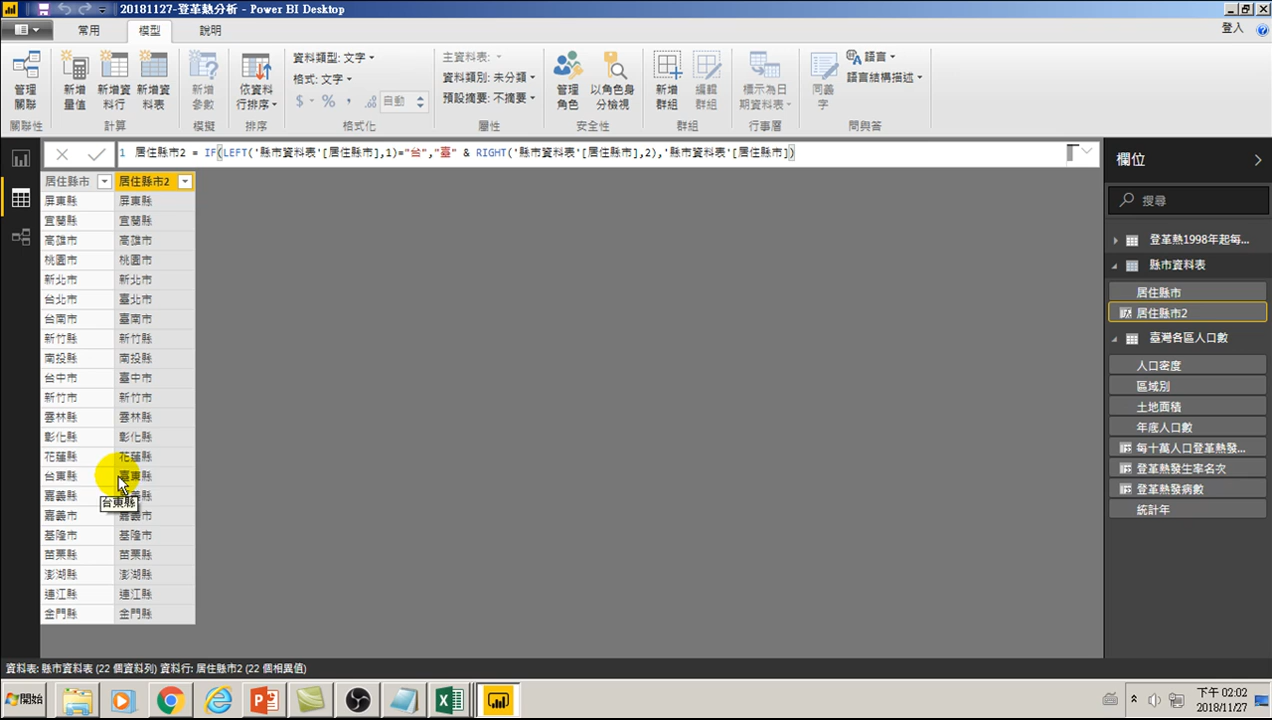 20181127-登革熱分析 - Power BI Desktop
常用 模型 說明 登入
管理關聯
新增量值
新增資料行
新增資料表
新增參數
依資料行排序
資料類型: 文字
格式: 文字
$ % , 自動
主資料表:
資料類別: 未分類
預設摘要: 不摘要
管理角色
以角色身分檢視
新增群組
編輯群組
標示為日期資料表
同義字
語言
語言結構描述
關聯性 計算 模擬 排序 格式化 屬性 安全性 群組 行事曆 問與答
1 居住縣市2 = IF(LEFT('縣市資料表'[居住縣市],1)="台","臺" & RIGHT('縣市資料表'[居住縣市],2),'縣市資料表'[居住縣市])
居住縣市 居住縣市2
屏東縣 屏東縣
宜蘭縣 宜蘭縣
高雄市 高雄市
桃園市 桃園市
新北市 新北市
台北市 臺北市
台南市 臺南市
新竹縣 新竹縣
南投縣 南投縣
台中市 臺中市
新竹市 新竹市
雲林縣 雲林縣
彰化縣 彰化縣
花蓮縣 花蓮縣
台東縣 臺東縣
台東縣
嘉義縣 義縣
嘉義市 嘉義市
基隆市 基隆市
苗栗縣 苗栗縣
澎湖縣 澎湖縣
連江縣 連江縣
金門縣 金門縣
欄位
搜尋
登革熱1998年起每...
縣市資料表
居住縣市
居住縣市2
臺灣各區人口數
人口密度
區域別
土地面積
年底人口數
每十萬人口登革熱發...
登革熱發生率名次
登革熱發病數
統計年
資料表: 縣市資料表 (22 個資料列) 資料行: 居住縣市2 (22 個相異值)
開始
下午 02:02
2018/11/27